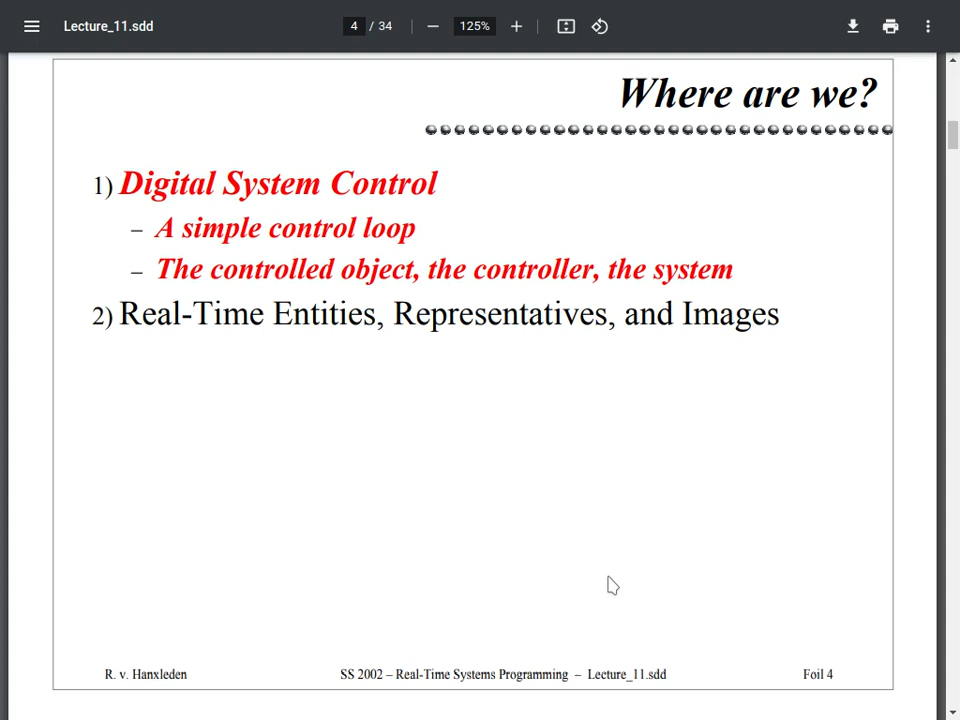 Lecture_11.sdd
4 / 34
125%
Where are we?
1) Digital System Control
– A simple control loop
– The controlled object, the controller, the system
2) Real-Time Entities, Representatives, and Images
R. v. Hanxleden
SS 2002 – Real-Time Systems Programming – Lecture_11.sdd
Foil 4